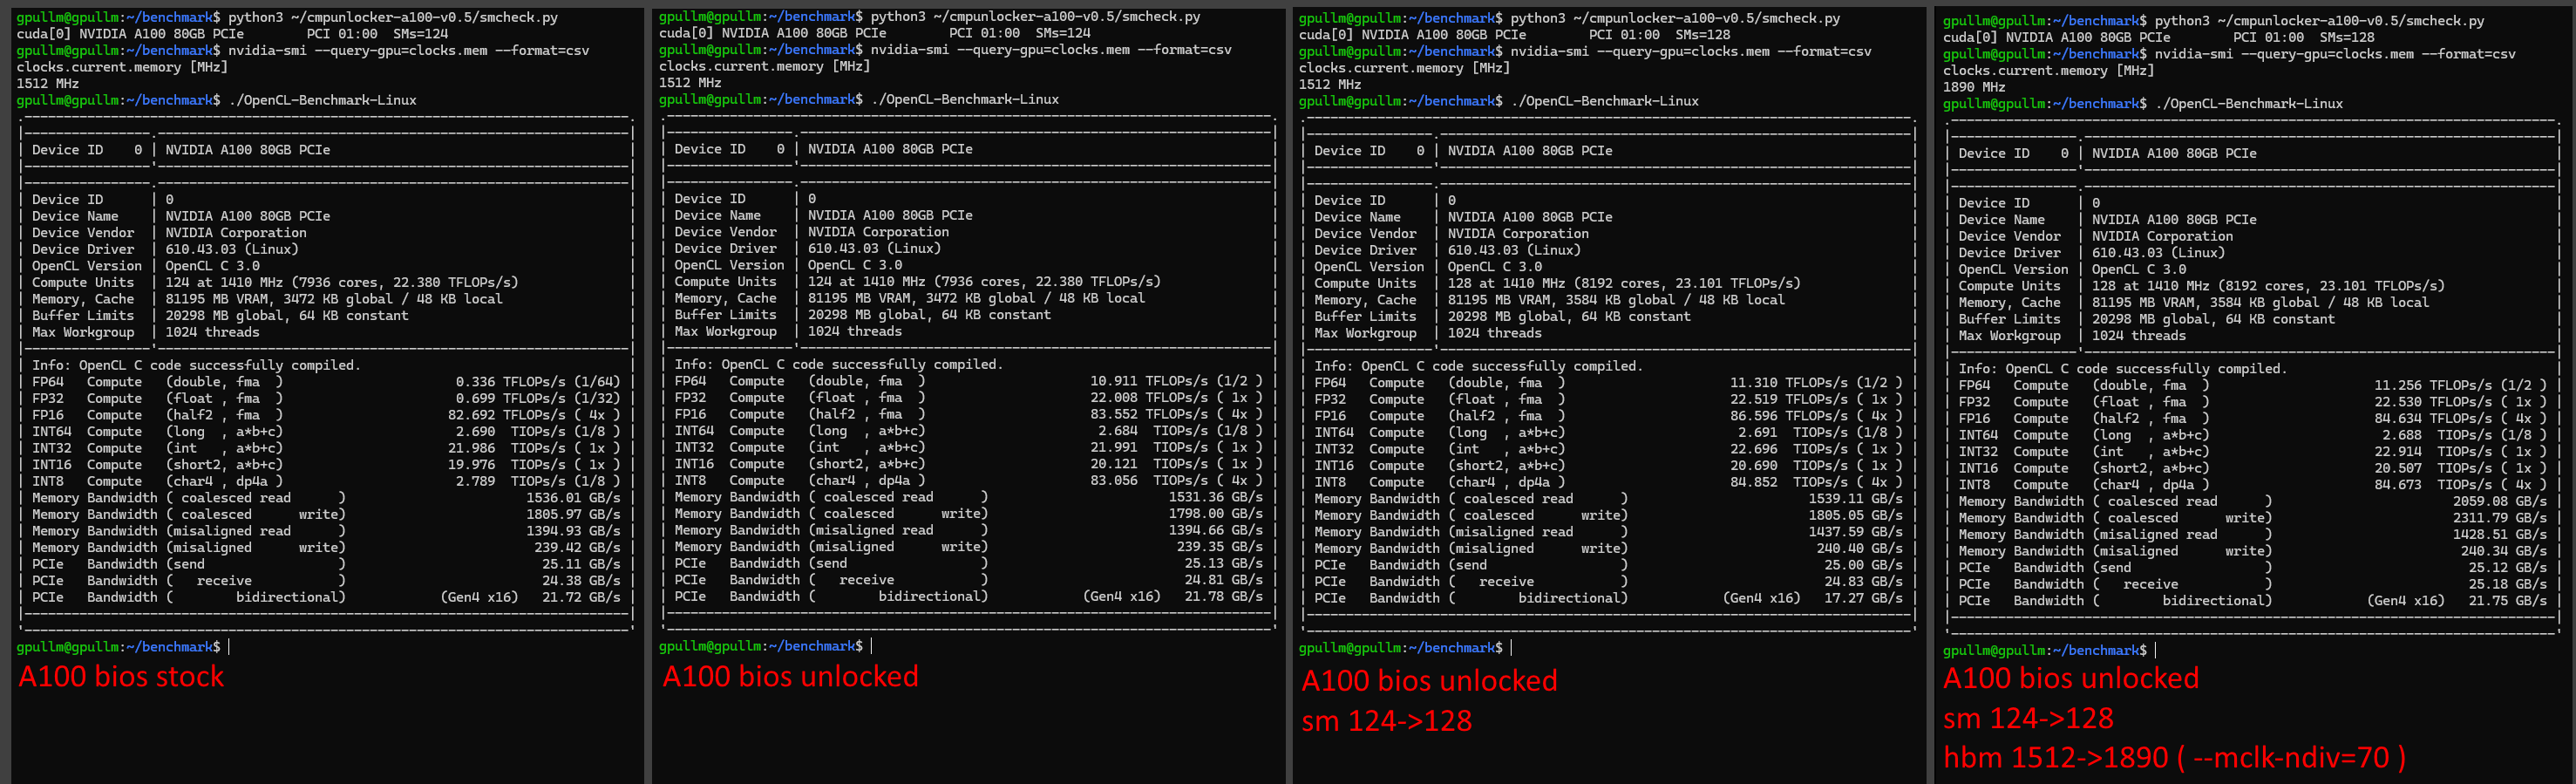 gpullm@gpullm:~/benchmark$ python3 ~/cmpunlocker-a100-v0.5/smcheck.py
cuda[0] NVIDIA A100 80GB PCIe PCI 01:00 SMs=124
gpullm@gpullm:~/benchmark$ nvidia-smi --query-gpu=clocks.mem --format=csv
clocks.current.memory [MHz]
1512 MHz
gpullm@gpullm:~/benchmark$ ./OpenCL-Benchmark-Linux
| Device ID 0 | NVIDIA A100 80GB PCIe |
| Device ID | 0 |
| Device Name | NVIDIA A100 80GB PCIe |
| Device Vendor | NVIDIA Corporation |
| Device Driver | 610.43.03 (Linux) |
| OpenCL Version | OpenCL C 3.0 |
| Compute Units | 124 at 1410 MHz (7936 cores, 22.380 TFLOPs/s) |
| Memory, Cache | 81195 MB VRAM, 3472 KB global / 48 KB local |
| Buffer Limits | 20298 MB global, 64 KB constant |
| Max Workgroup | 1024 threads |
| Info: OpenCL C code successfully compiled. |
| FP64 Compute (double, fma ) 0.336 TFLOPs/s (1/64) |
| FP32 Compute (float , fma ) 0.699 TFLOPs/s (1/32) |
| FP16 Compute (half2 , fma ) 82.692 TFLOPs/s ( 4x ) |
| INT64 Compute (long , a*b+c) 2.690 TIOPs/s (1/8 ) |
| INT32 Compute (int , a*b+c) 21.986 TIOPs/s ( 1x ) |
| INT16 Compute (short2, a*b+c) 19.976 TIOPs/s ( 1x ) |
| INT8 Compute (char4 , dp4a ) 2.789 TIOPs/s (1/8 ) |
| Memory Bandwidth ( coalesced read ) 1536.01 GB/s |
| Memory Bandwidth ( coalesced write) 1805.97 GB/s |
| Memory Bandwidth (misaligned read ) 1394.93 GB/s |
| Memory Bandwidth (misaligned write) 239.42 GB/s |
| PCIe Bandwidth (send ) 25.11 GB/s |
| PCIe Bandwidth ( receive ) 24.38 GB/s |
| PCIe Bandwidth ( bidirectional) (Gen4 x16) 21.72 GB/s |
gpullm@gpullm:~/benchmark$
A100 bios stock
gpullm@gpullm:~/benchmark$ python3 ~/cmpunlocker-a100-v0.5/smcheck.py
cuda[0] NVIDIA A100 80GB PCIe PCI 01:00 SMs=124
gpullm@gpullm:~/benchmark$ nvidia-smi --query-gpu=clocks.mem --format=csv
clocks.current.memory [MHz]
1512 MHz
gpullm@gpullm:~/benchmark$ ./OpenCL-Benchmark-Linux
| Device ID 0 | NVIDIA A100 80GB PCIe |
| Device ID | 0 |
| Device Name | NVIDIA A100 80GB PCIe |
| Device Vendor | NVIDIA Corporation |
| Device Driver | 610.43.03 (Linux) |
| OpenCL Version | OpenCL C 3.0 |
| Compute Units | 124 at 1410 MHz (7936 cores, 22.380 TFLOPs/s) |
| Memory, Cache | 81195 MB VRAM, 3472 KB global / 48 KB local |
| Buffer Limits | 20298 MB global, 64 KB constant |
| Max Workgroup | 1024 threads |
| Info: OpenCL C code successfully compiled. |
| FP64 Compute (double, fma ) 10.911 TFLOPs/s (1/2 ) |
| FP32 Compute (float , fma ) 22.008 TFLOPs/s ( 1x ) |
| FP16 Compute (half2 , fma ) 83.552 TFLOPs/s ( 4x ) |
| INT64 Compute (long , a*b+c) 2.684 TIOPs/s (1/8 ) |
| INT32 Compute (int , a*b+c) 21.991 TIOPs/s ( 1x ) |
| INT16 Compute (short2, a*b+c) 20.121 TIOPs/s ( 1x ) |
| INT8 Compute (char4 , dp4a ) 83.056 TIOPs/s ( 4x ) |
| Memory Bandwidth ( coalesced read ) 1531.36 GB/s |
| Memory Bandwidth ( coalesced write) 1798.00 GB/s |
| Memory Bandwidth (misaligned read ) 1394.66 GB/s |
| Memory Bandwidth (misaligned write) 239.35 GB/s |
| PCIe Bandwidth (send ) 25.13 GB/s |
| PCIe Bandwidth ( receive ) 24.81 GB/s |
| PCIe Bandwidth ( bidirectional) (Gen4 x16) 21.78 GB/s |
gpullm@gpullm:~/benchmark$
A100 bios unlocked
gpullm@gpullm:~/benchmark$ python3 ~/cmpunlocker-a100-v0.5/smcheck.py
cuda[0] NVIDIA A100 80GB PCIe PCI 01:00 SMs=128
gpullm@gpullm:~/benchmark$ nvidia-smi --query-gpu=clocks.mem --format=csv
clocks.current.memory [MHz]
1512 MHz
gpullm@gpullm:~/benchmark$ ./OpenCL-Benchmark-Linux
| Device ID 0 | NVIDIA A100 80GB PCIe |
| Device ID | 0 |
| Device Name | NVIDIA A100 80GB PCIe |
| Device Vendor | NVIDIA Corporation |
| Device Driver | 610.43.03 (Linux) |
| OpenCL Version | OpenCL C 3.0 |
| Compute Units | 128 at 1410 MHz (8192 cores, 23.101 TFLOPs/s) |
| Memory, Cache | 81195 MB VRAM, 3584 KB global / 48 KB local |
| Buffer Limits | 20298 MB global, 64 KB constant |
| Max Workgroup | 1024 threads |
| Info: OpenCL C code successfully compiled. |
| FP64 Compute (double, fma ) 11.310 TFLOPs/s (1/2 ) |
| FP32 Compute (float , fma ) 22.519 TFLOPs/s ( 1x ) |
| FP16 Compute (half2 , fma ) 86.596 TFLOPs/s ( 4x ) |
| INT64 Compute (long , a*b+c) 2.691 TIOPs/s (1/8 ) |
| INT32 Compute (int , a*b+c) 22.696 TIOPs/s ( 1x ) |
| INT16 Compute (short2, a*b+c) 20.690 TIOPs/s ( 1x ) |
| INT8 Compute (char4 , dp4a ) 84.852 TIOPs/s ( 4x ) |
| Memory Bandwidth ( coalesced read ) 1539.11 GB/s |
| Memory Bandwidth ( coalesced write) 1805.05 GB/s |
| Memory Bandwidth (misaligned read ) 1437.59 GB/s |
| Memory Bandwidth (misaligned write) 240.40 GB/s |
| PCIe Bandwidth (send ) 25.00 GB/s |
| PCIe Bandwidth ( receive ) 24.83 GB/s |
| PCIe Bandwidth ( bidirectional) (Gen4 x16) 17.27 GB/s |
gpullm@gpullm:~/benchmark$
A100 bios unlocked
sm 124->128
gpullm@gpullm:~/benchmark$ python3 ~/cmpunlocker-a100-v0.5/smcheck.py
cuda[0] NVIDIA A100 80GB PCIe PCI 01:00 SMs=128
gpullm@gpullm:~/benchmark$ nvidia-smi --query-gpu=clocks.mem --format=csv
clocks.current.memory [MHz]
1890 MHz
gpullm@gpullm:~/benchmark$ ./OpenCL-Benchmark-Linux
| Device ID 0 | NVIDIA A100 80GB PCIe |
| Device ID | 0 |
| Device Name | NVIDIA A100 80GB PCIe |
| Device Vendor | NVIDIA Corporation |
| Device Driver | 610.43.03 (Linux) |
| OpenCL Version | OpenCL C 3.0 |
| Compute Units | 128 at 1410 MHz (8192 cores, 23.101 TFLOPs/s) |
| Memory, Cache | 81195 MB VRAM, 3584 KB global / 48 KB local |
| Buffer Limits | 20298 MB global, 64 KB constant |
| Max Workgroup | 1024 threads |
| Info: OpenCL C code successfully compiled. |
| FP64 Compute (double, fma ) 11.256 TFLOPs/s (1/2 ) |
| FP32 Compute (float , fma ) 22.530 TFLOPs/s ( 1x ) |
| FP16 Compute (half2 , fma ) 84.634 TFLOPs/s ( 4x ) |
| INT64 Compute (long , a*b+c) 2.688 TIOPs/s (1/8 ) |
| INT32 Compute (int , a*b+c) 22.914 TIOPs/s ( 1x ) |
| INT16 Compute (short2, a*b+c) 20.507 TIOPs/s ( 1x ) |
| INT8 Compute (char4 , dp4a ) 84.673 TIOPs/s ( 4x ) |
| Memory Bandwidth ( coalesced read ) 2059.08 GB/s |
| Memory Bandwidth ( coalesced write) 2311.79 GB/s |
| Memory Bandwidth (misaligned read ) 1428.51 GB/s |
| Memory Bandwidth (misaligned write) 240.34 GB/s |
| PCIe Bandwidth (send ) 25.12 GB/s |
| PCIe Bandwidth ( receive ) 25.18 GB/s |
| PCIe Bandwidth ( bidirectional) (Gen4 x16) 21.75 GB/s |
gpullm@gpullm:~/benchmark$
A100 bios unlocked
sm 124->128
hbm 1512->1890 ( --mclk-ndiv=70 )